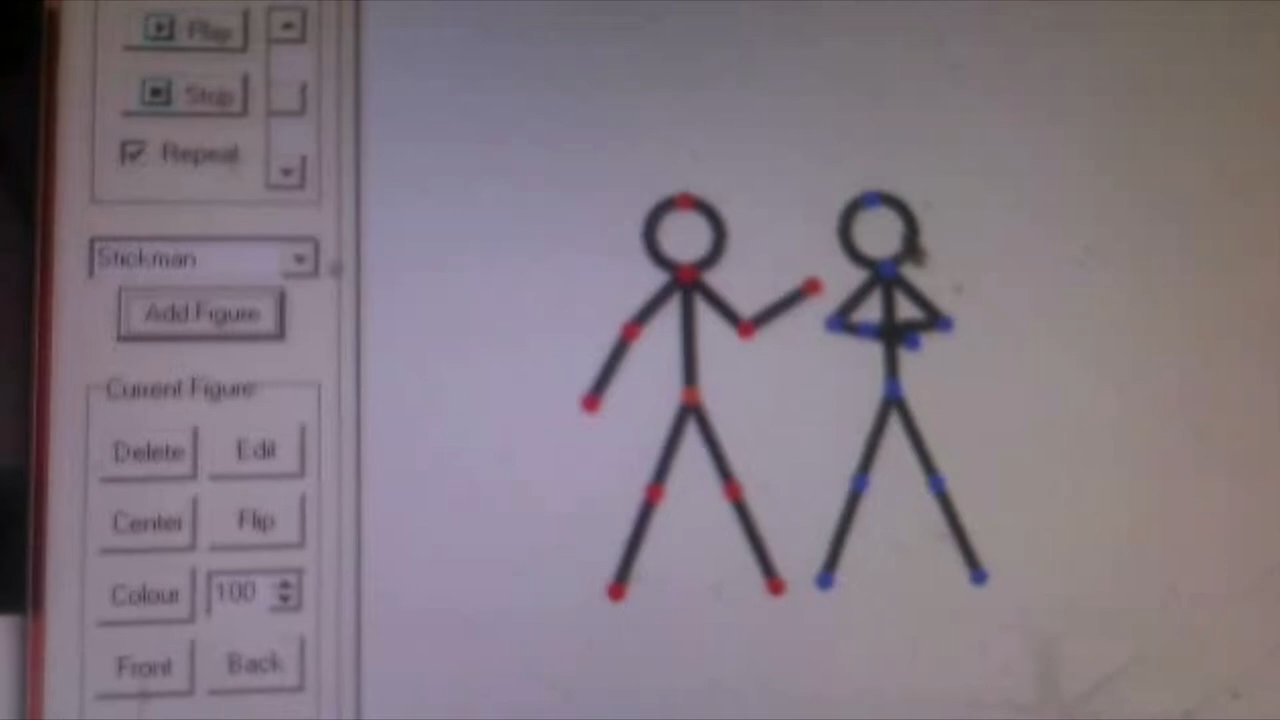 Play
Stop
Repeat
Stickman
Add Figure
Current Figure
Delete Edit
Center Flip
Colour 100
Front Back